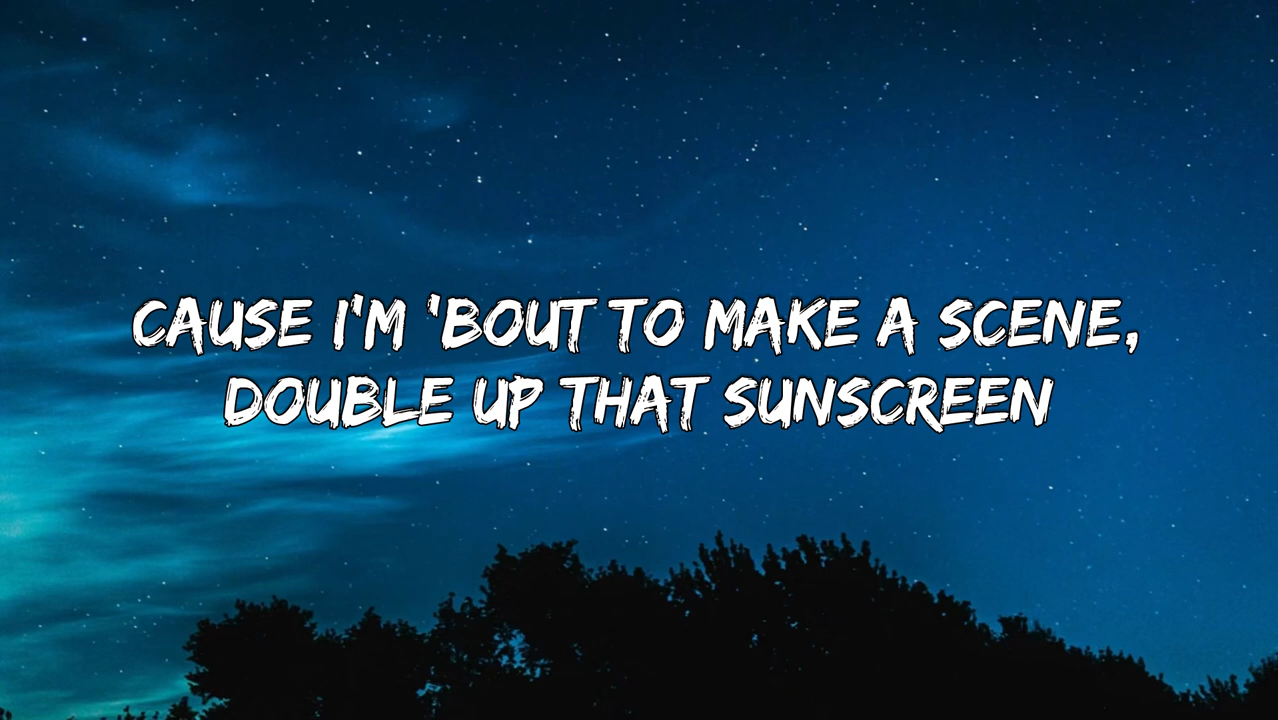 CAUSE I'M 'BOUT TO MAKE A SCENE,
DOUBLE UP THAT SUNSCREEN